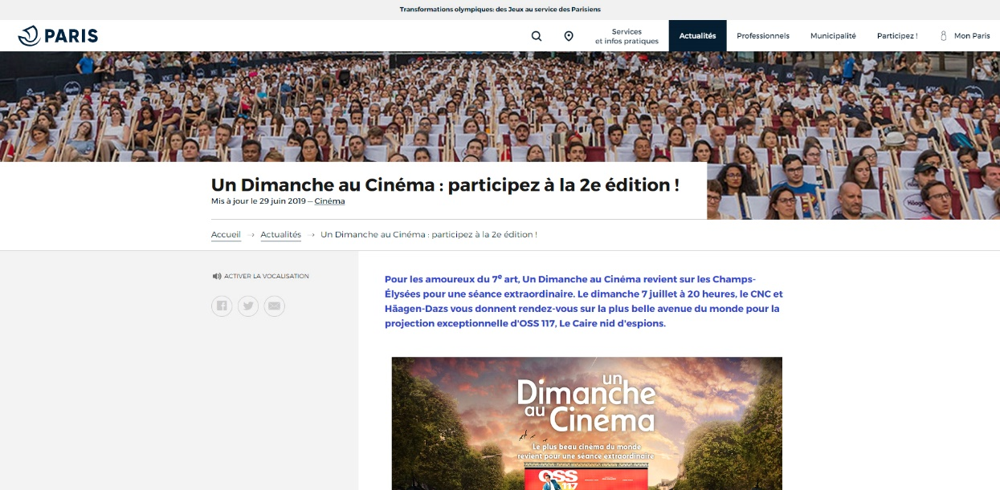 Transformations olympiques: des Jeux au service des Parisiens
PARIS
Services
et infos pratiques
Actualités
Professionnels
Municipalité
Participez !
Mon Paris
Un Dimanche au Cinéma : participez à la 2e édition !
Mis à jour le 29 juin 2019 – Cinéma
Accueil → Actualités → Un Dimanche au Cinéma : participez à la 2e édition !
ACTIVER LA VOCALISATION
Pour les amoureux du 7e art, Un Dimanche au Cinéma revient sur les Champs-
Élysées pour une séance extraordinaire. Le dimanche 7 juillet à 20 heures, le CNC et
Häagen-Dazs vous donnent rendez-vous sur la plus belle avenue du monde pour la
projection exceptionnelle d'OSS 117, Le Caire nid d'espions.
un
Dimanche
au Cinéma
Le plus beau cinéma du monde
revient pour une séance extraordinaire
OSS
117